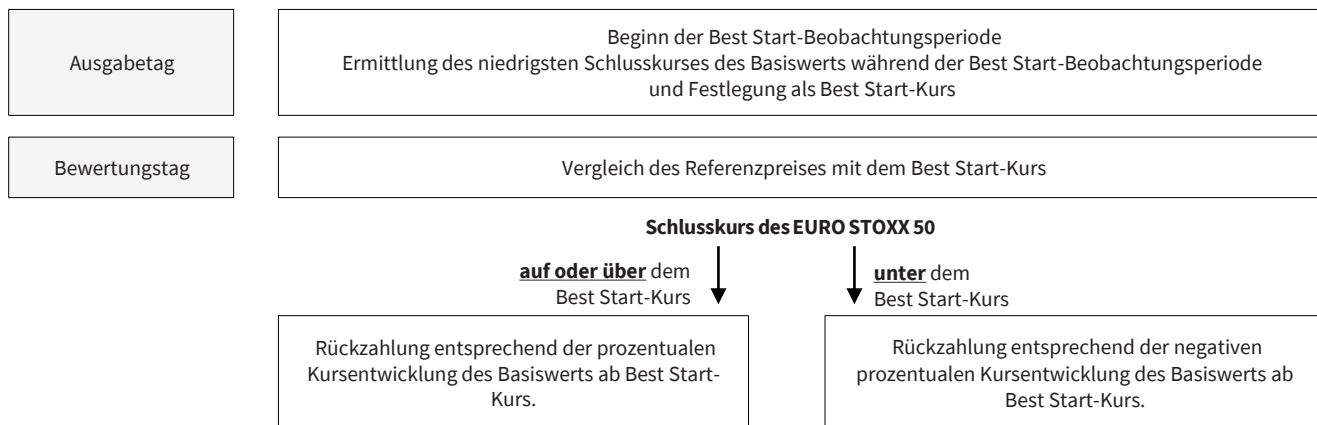 Ausgabetag
Beginn der Best Start-Beobachtungsperiode
Ermittlung des niedrigsten Schlusskurses des Basiswerts während der Best Start-Beobachtungsperiode
und Festlegung als Best Start-Kurs
Bewertungstag
Vergleich des Referenzpreises mit dem Best Start-Kurs
Schlusskurs des EURO STOXX 50
auf oder über dem
Best Start-Kurs
unter dem
Best Start-Kurs
Rückzahlung entsprechend der prozentualen
Kursentwicklung des Basiswerts ab Best Start-
Kurs.
Rückzahlung entsprechend der negativen
prozentualen Kursentwicklung des Basiswerts ab
Best Start-Kurs.